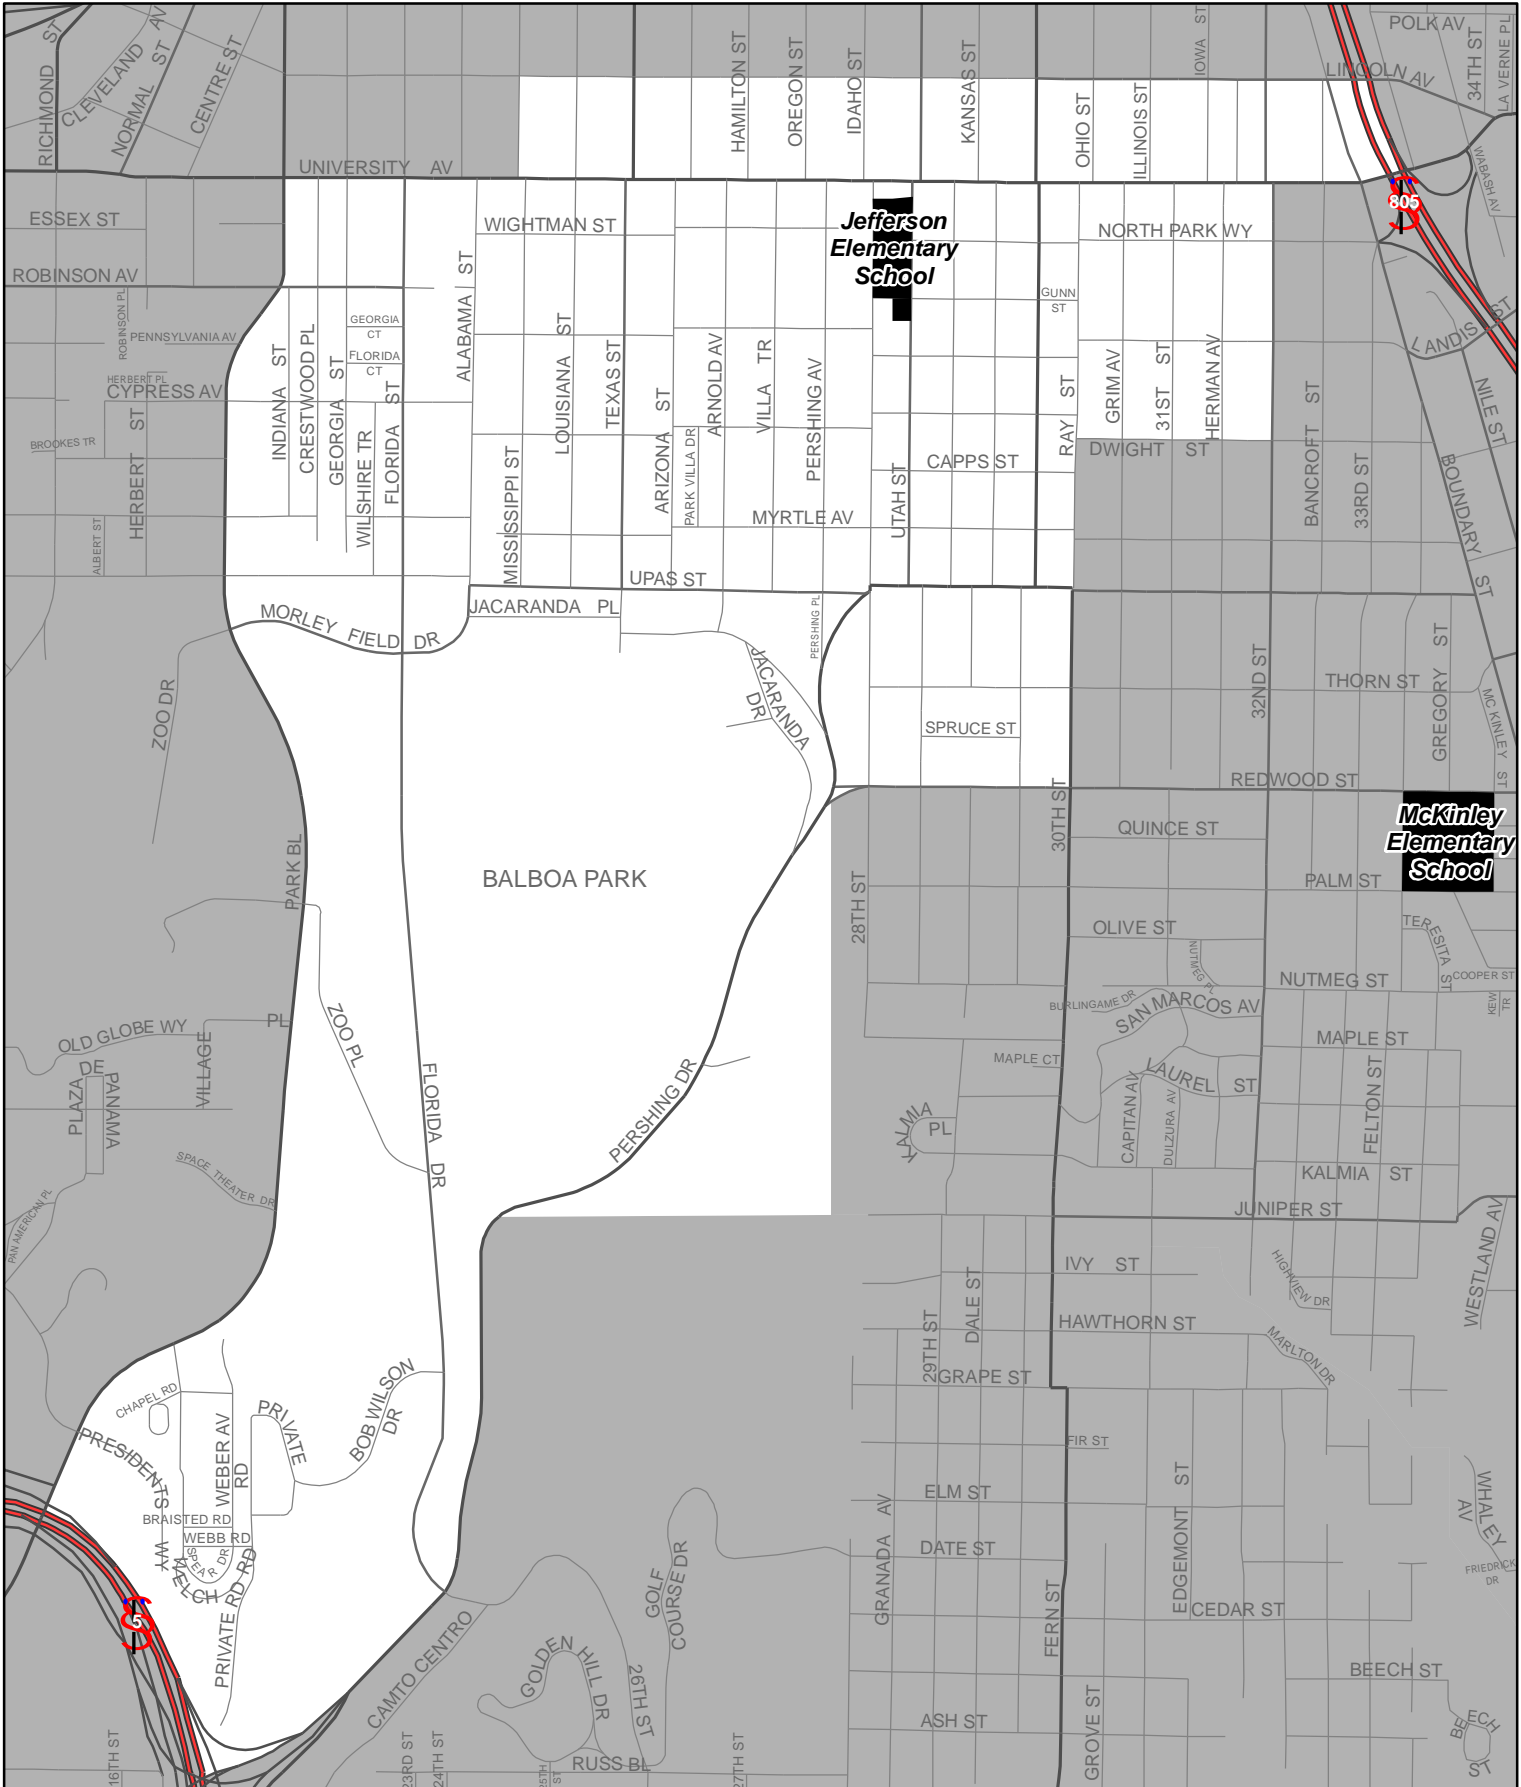 RICHMOND
ST
CLEVELAND
AV
NORMAL
ST
CENTRE ST
HAMILTON ST
OREGON ST
IDAHO ST
KANSAS ST
OHIO ST
ILLINOIS ST
IOWA ST
POLK AV
LINCOLN AV
34TH ST
LA VERNE PL
WABASH AV
UNIVERSITY AV
805
ESSEX ST
ROBINSON AV
ROBINSON PL
PENNSYLVANIA AV
HERBERT PL
CYPRESS AV
BROOKES TR
HERBERT ST
ALBERT ST
WIGHTMAN ST
Jefferson
Elementary
School
NORTH PARK WY
GUNN
ST
LANDIS ST
NILE ST
INDIANA ST
CRESTWOOD PL
GEORGIA ST
GEORGIA
CT
FLORIDA
CT
WILSHIRE TR
FLORIDA ST
ALABAMA ST
MISSISSIPPI ST
LOUISIANA ST
TEXAS ST
ARIZONA ST
PARK VILLA DR
ARNOLD AV
VILLA TR
PERSHING AV
UTAH ST
CAPPS ST
RAY ST
GRIM AV
31ST ST
HERMAN AV
DWIGHT ST
BANCROFT ST
33RD ST
BOUNDARY ST
MYRTLE AV
UPAS ST
JACARANDA PL
MORLEY FIELD DR
PERSHING PL
JACARANDA
DR
ZOO DR
SPRUCE ST
32ND ST
THORN ST
GREGORY ST
MC KINLEY ST
REDWOOD ST
30TH ST
QUINCE ST
McKinley
Elementary
School
PARK BL
BALBOA PARK
28TH ST
PALM ST
OLIVE ST
NUTMEG PL
TERESITA ST
COOPER ST
NUTMEG ST
KEW
TR
BURLINGAME DR
SAN MARCOS AV
MAPLE ST
OLD GLOBE WY
VILLAGE
PL
PLAZA
DE
PANAMA
ZOO PL
FLORIDA DR
PERSHING DR
MAPLE CT
LAUREL ST
CAPITAN AV
DULZURA AV
FELTON ST
KALMIA
PL
KALMIA ST
SPACE THEATER DR
PAN AMERICAN PL
JUNIPER ST
WESTLAND AV
IVY ST
HIGHVIEW DR
DALE ST
29TH ST
HAWTHORN ST
MARLTON DR
GRAPE ST
CHAPEL RD
PRESIDENTS WY
WEBER AV
RD
PRIVATE
BOB WILSON
DR
FIR ST
ELM ST
EDGEMONT ST
WHALEY
AV
BRAISTED RD
WEBB RD
SPEAR DR
WELCH
PRIVATE RD RD
GRANADA AV
DATE ST
FRIEDRICK
DR
5
GOLF
COURSE DR
FERN ST
CEDAR ST
CAMTO CENTRO
GOLDEN HILL DR
26TH ST
BEECH ST
GROVE ST
ASH ST
BEECH
ST
16TH ST
23RD ST
24TH ST
25TH
ST
RUSS BL
27TH ST